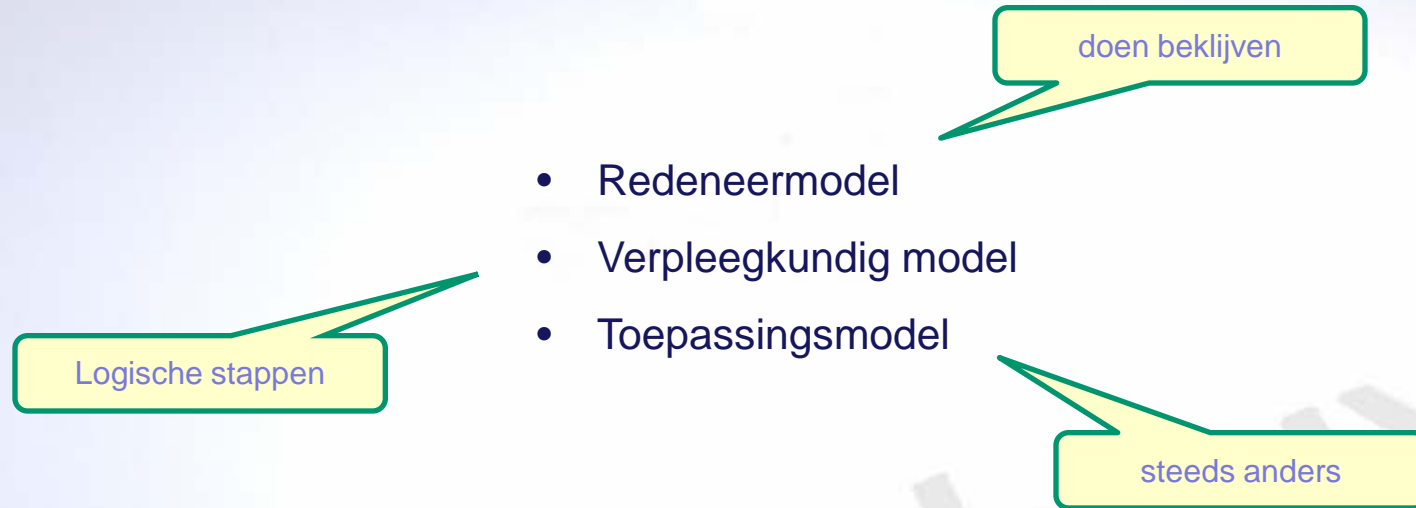 doen beklijven
• Redeneermodel
• Verpleegkundig model
• Toepassingsmodel
Logische stappen
steeds anders